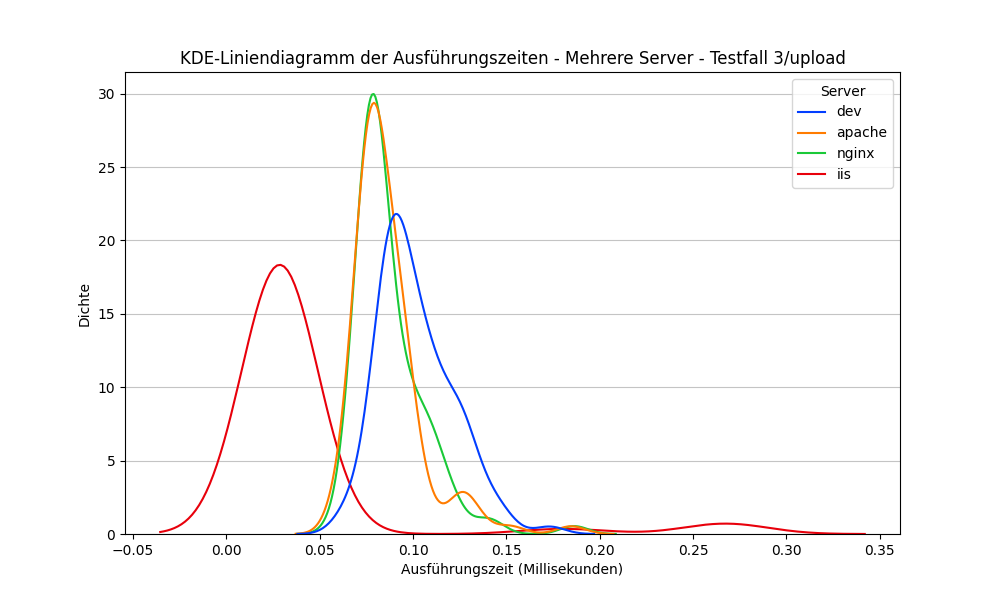 KDE-Liniendiagramm der Ausführungszeiten - Mehrere Server - Testfall 3/upload
Server
dev
apache
nginx
iis
Dichte
30
25
20
15
10
5
0
−0.05 0.00 0.05 0.10 0.15 0.20 0.25 0.30 0.35
Ausführungszeit (Millisekunden)